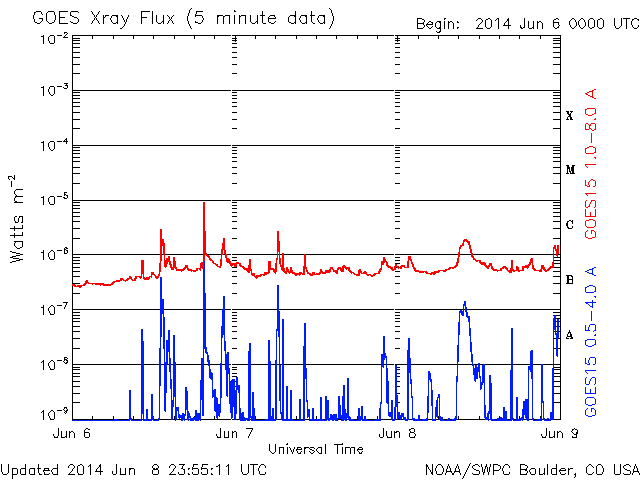 GOES Xray Flux (5 minute data)
Begin: 2014 Jun 6 0000 UTC
10⁻²
10⁻³
10⁻⁴
10⁻⁵
10⁻⁶
10⁻⁷
10⁻⁸
10⁻⁹
Watts m⁻²
X
M
C
B
A
GOES15 1.0-8.0 A
GOES15 0.5-4.0 A
Jun 6 Jun 7 Jun 8 Jun 9
Universal Time
Updated 2014 Jun 8 23:55:11 UTC
NOAA/SWPC Boulder, CO USA